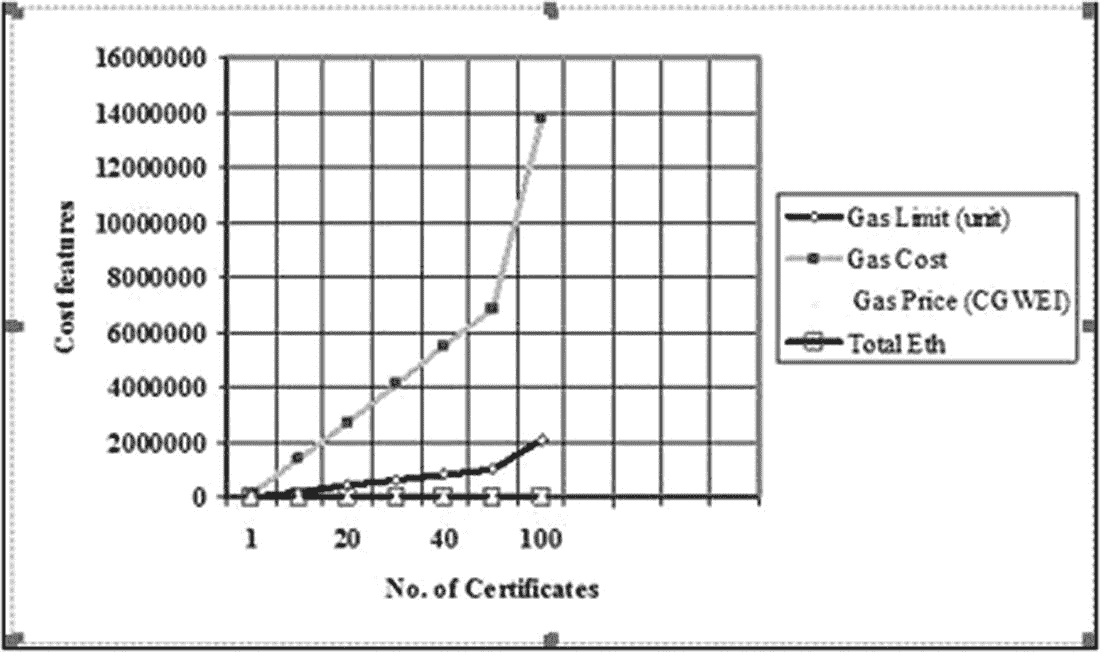 16000000
14000000
12000000
10000000
8000000
6000000
4000000
2000000
0
Cost features
1 20 40 100
No. of Certificates
Gas Limit (unit)
Gas Cost
Gas Price (CG WEI)
Total Eth